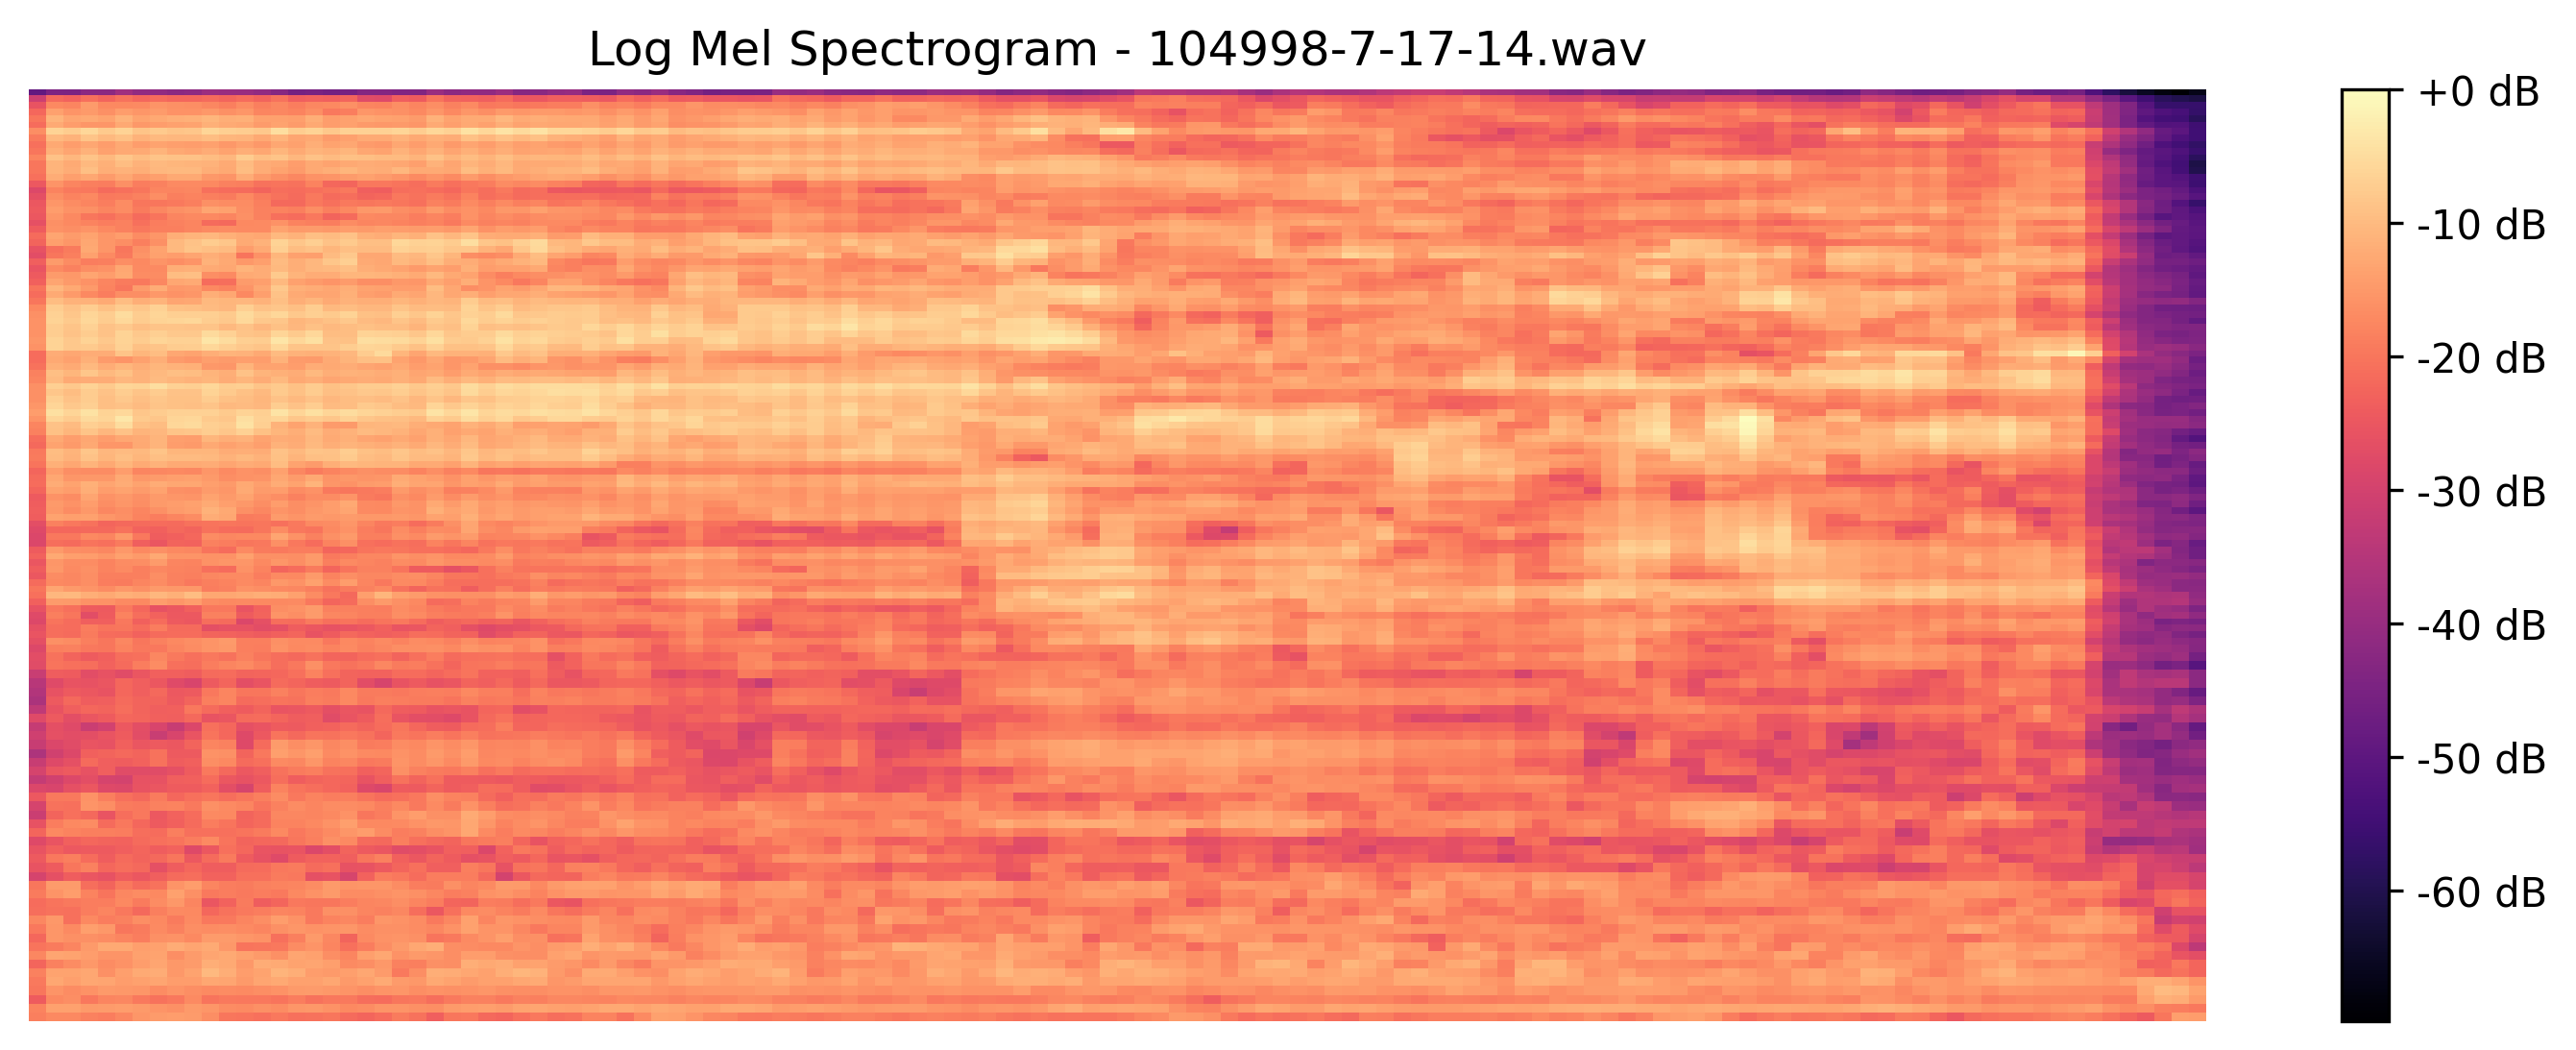 Log Mel Spectrogram - 104998-7-17-14.wav
+0 dB
-10 dB
-20 dB
-30 dB
-40 dB
-50 dB
-60 dB